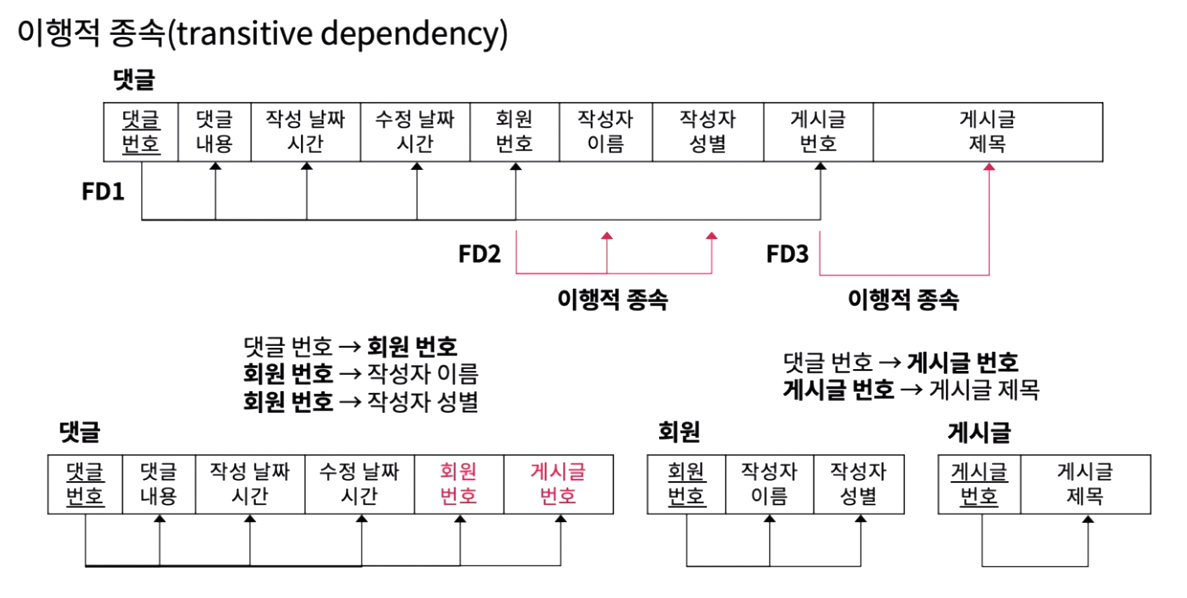 이행적 종속(transitive dependency)
댓글
댓글 번호 댓글 내용 작성 날짜 시간 수정 날짜 시간 회원 번호 작성자 이름 작성자 성별 게시글 번호 게시글 제목
FD1
FD2
FD3
이행적 종속
이행적 종속
댓글 번호 → 회원 번호
회원 번호 → 작성자 이름
회원 번호 → 작성자 성별
댓글 번호 → 게시글 번호
게시글 번호 → 게시글 제목
댓글
댓글 번호 댓글 내용 작성 날짜 시간 수정 날짜 시간 회원 번호 게시글 번호
회원
회원 번호 작성자 이름 작성자 성별
게시글
게시글 번호 게시글 제목